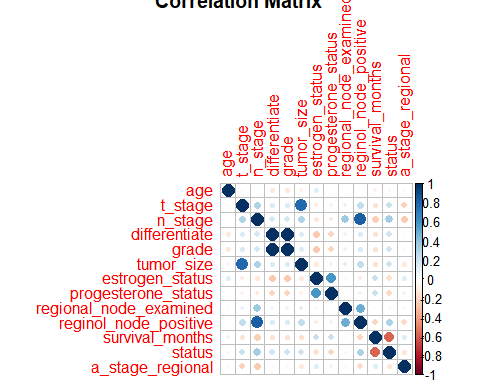 Correlation Matrix
age
t_stage
n_stage
differentiate
grade
tumor_size
estrogen_status
progesterone_status
regional_node_examined
reginol_node_positive
survival_months
status
a_stage_regional
age
t_stage
n_stage
differentiate
grade
tumor_size
estrogen_status
progesterone_status
regional_node_examined
reginol_node_positive
survival_months
status
a_stage_regional
1
0.8
0.6
0.4
0.2
0
-0.2
-0.4
-0.6
-0.8
-1